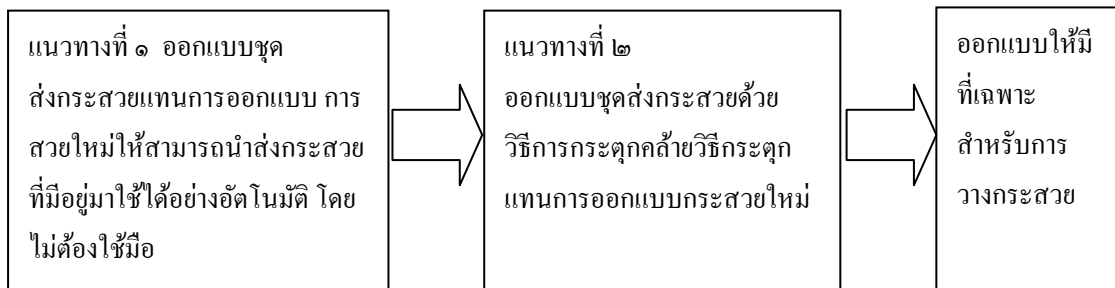 แนวทางที่ ๑ ออกแบบชุด
ส่งกระสวยแทนการออกแบบ การ
สวยใหม่ให้สามารถนำส่งกระสวย
ที่มีอยู่มาใช้ได้อย่างอัตโนมัติ โดย
ไม่ต้องใช้มือ
แนวทางที่ ๒
ออกแบบชุดส่งกระสวยด้วย
วิธีการกระตุกคล้ายวิธีกระตุก
แทนการออกแบบกระสวยใหม่
ออกแบบให้มี
ที่เฉพาะ
สำหรับการ
วางกระสวย